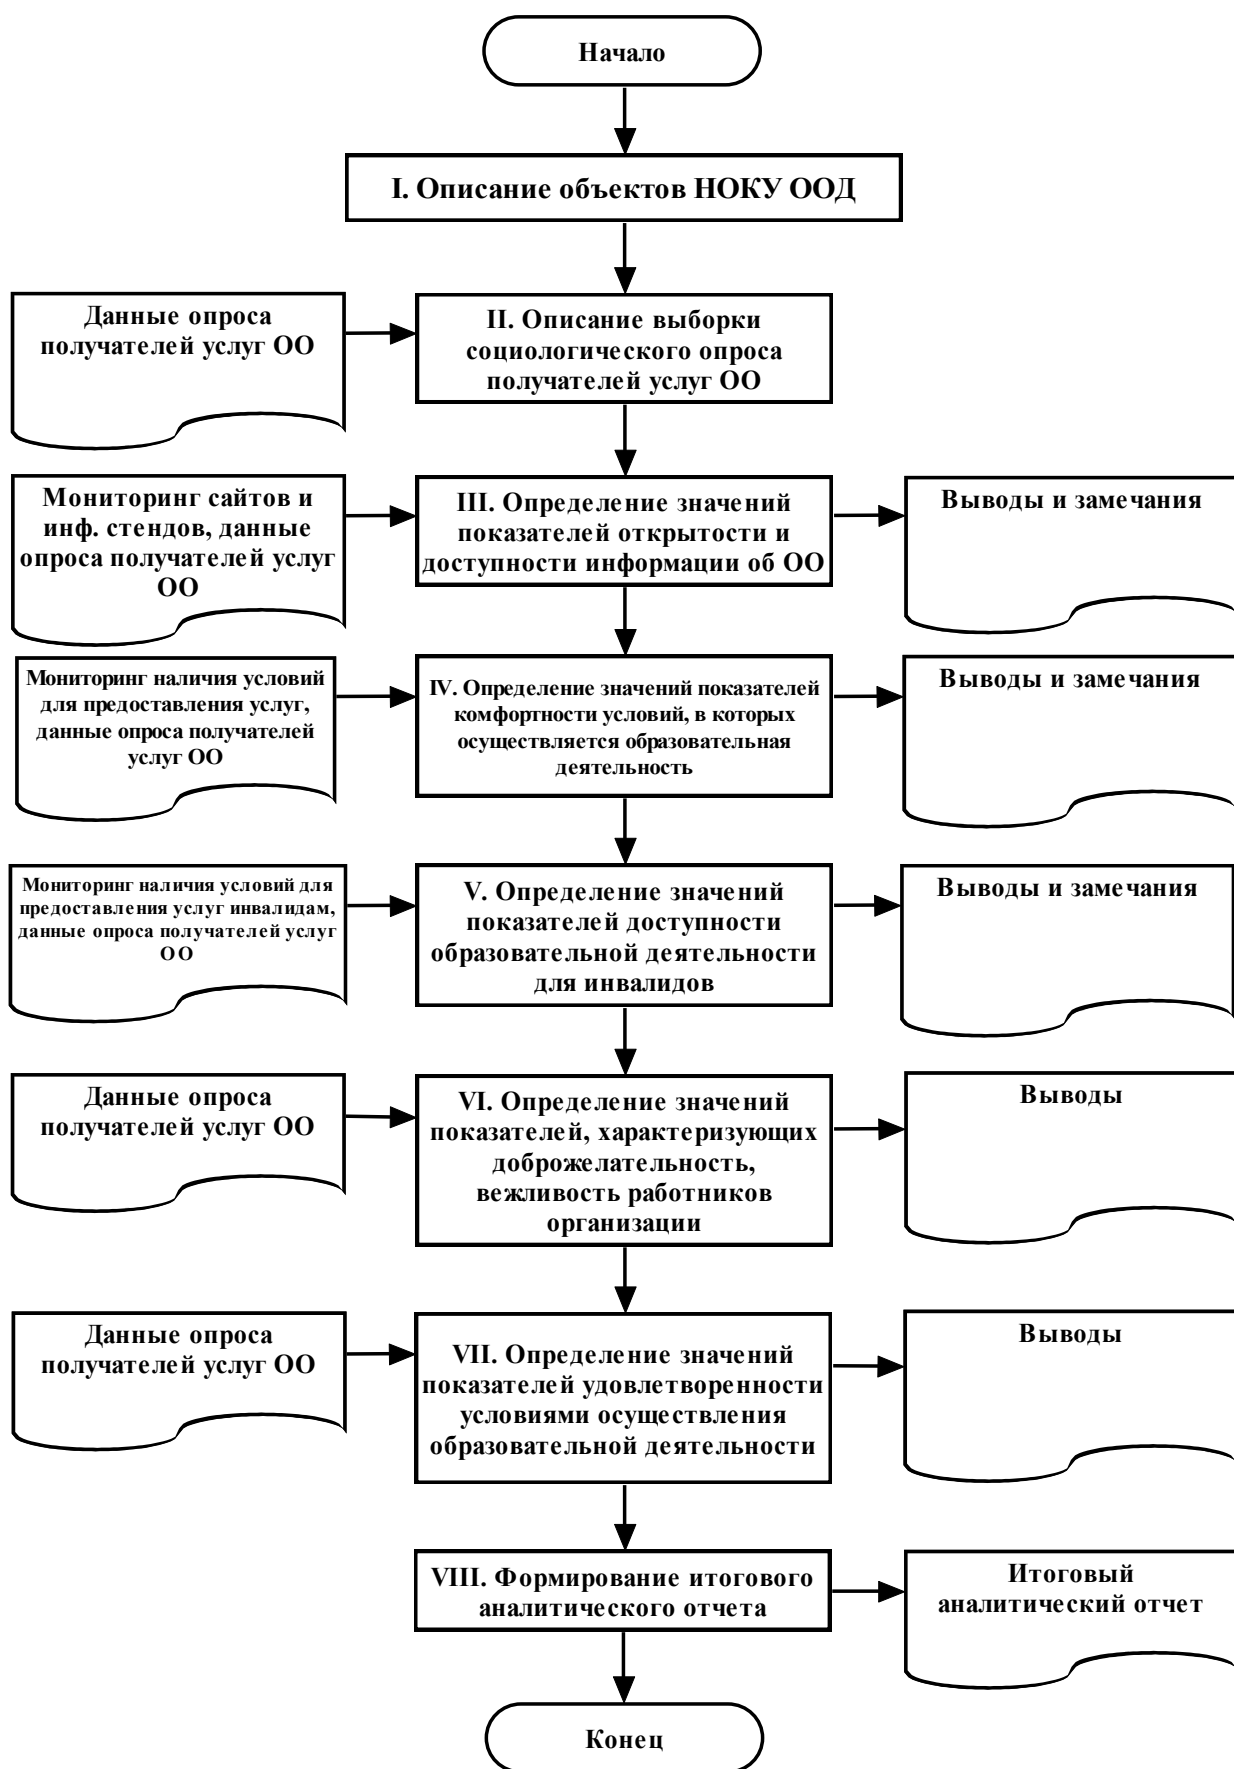 Начало
I. Описание объектов НОКУ ООД
Данные опроса
получателей услуг ОО
II. Описание выборки
социологического опроса
получателей услуг ОО
Мониторинг сайтов и
инф. стендов, данные
опроса получателей услуг
ОО
III. Определение значений
показателей открытости и
доступности информации об ОО
Выводы и замечания
Мониторинг наличия условий
для предоставления услуг,
данные опроса получателей
услуг ОО
IV. Определение значений показателей
комфортности условий, в которых
осуществляется образовательная
деятельность
Выводы и замечания
Мониторинг наличия условий для
предоставления услуг инвалидам,
данные опроса получателей услуг
ОО
V. Определение значений
показателей доступности
образовательной деятельности
для инвалидов
Выводы и замечания
Данные опроса
получателей услуг ОО
VI. Определение значений
показателей, характеризующих
доброжелательность,
вежливость работников
организации
Выводы
Данные опроса
получателей услуг ОО
VII. Определение значений
показателей удовлетворенности
условиями осуществления
образовательной деятельности
Выводы
VIII. Формирование итогового
аналитического отчета
Итоговый
аналитический отчет
Конец